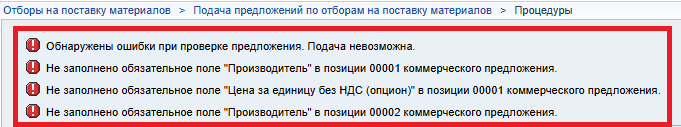 Отборы на поставку материалов > Подача предложений по отборам на поставку материалов > Процедуры
Обнаружены ошибки при проверке предложения. Подача невозможна.
Не заполнено обязательное поле "Производитель" в позиции 00001 коммерческого предложения.
Не заполнено обязательное поле "Цена за единицу без НДС (опцион)" в позиции 00001 коммерческого предложения.
Не заполнено обязательное поле "Производитель" в позиции 00002 коммерческого предложения.